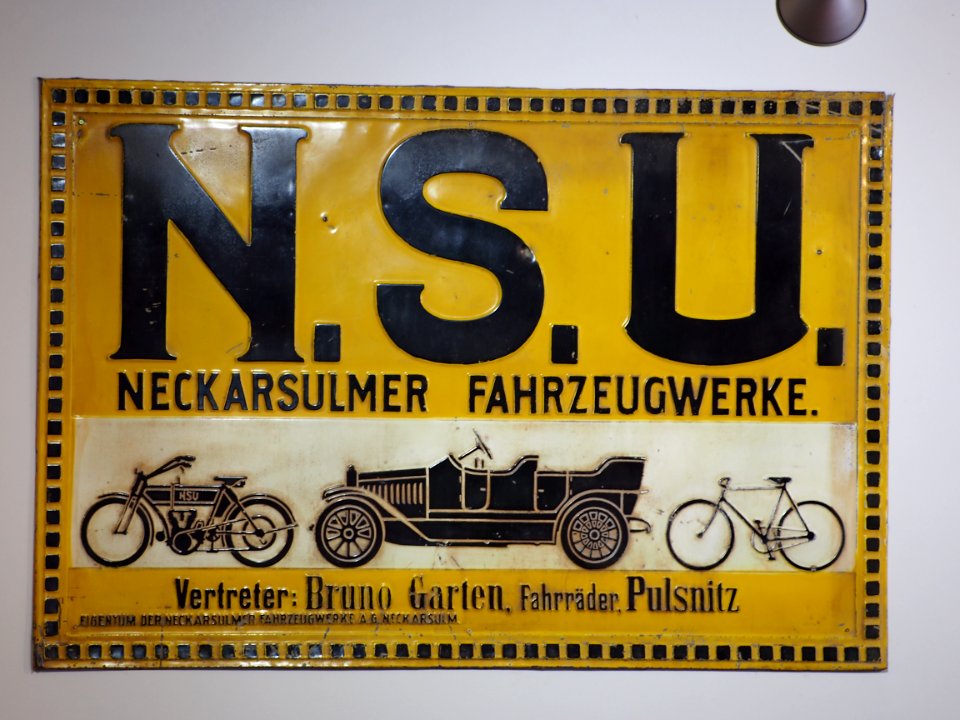 N.S.U.
NECKARSULMER FAHRZEUGWERKE.
NSU
Vertreter: Bruno Garten, Fahrräder, Pulsnitz
EIGENTUM DER NECKARSULMER FAHRZEUGWERKE A.G. NECKARSULM